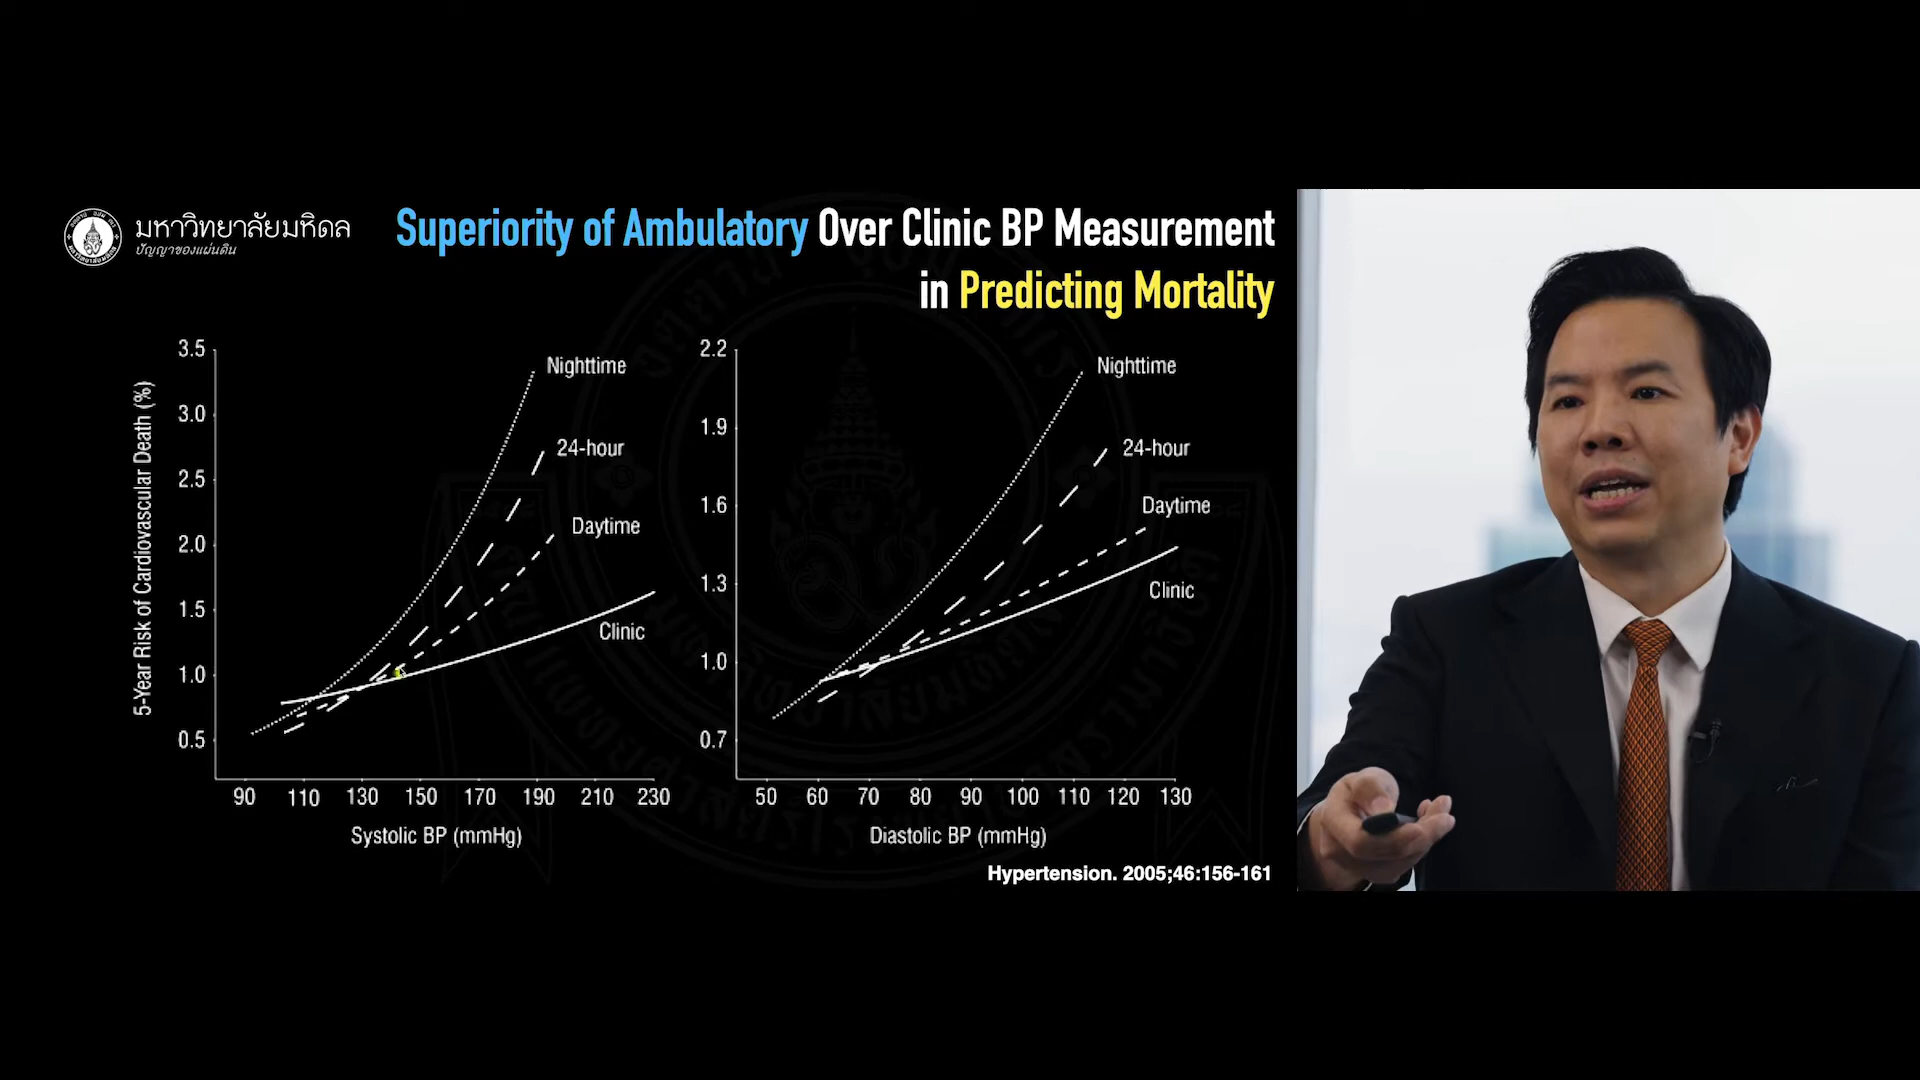 มหาวิทยาลัยมหิดล
ปัญญาของแผ่นดิน
Superiority of Ambulatory Over Clinic BP Measurement
in Predicting Mortality
5-Year Risk of Cardiovascular Death (%)
3.5
3.0
2.5
2.0
1.5
1.0
0.5
Nighttime
24-hour
Daytime
Clinic
90 110 130 150 170 190 210 230
Systolic BP (mmHg)
2.2
1.9
1.6
1.3
1.0
0.7
Nighttime
24-hour
Daytime
Clinic
50 60 70 80 90 100 110 120 130
Diastolic BP (mmHg)
Hypertension. 2005;46:156-161